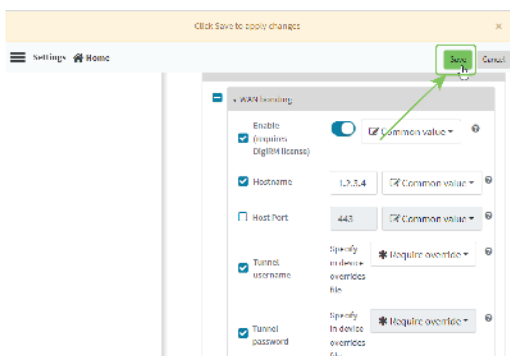 Click Save to apply changes ×
Settings Home Save Cancel
WAN bonding
Enable
(requires
DigiRM license)
Common value
Hostname 1.2.3.4 Common value
Host Port 443 Common value
Tunnel
username
Specify
in device
overrides
file
Require override
Tunnel
password
Specify
in device
overrides
Require override